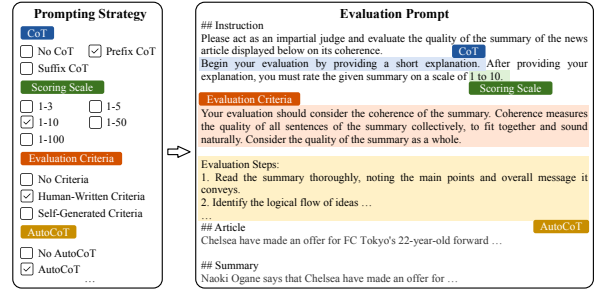 Prompting Strategy
CoT
No CoT
Prefix CoT
Suffix CoT
Scoring Scale
1-3
1-5
1-10
1-50
1-100
Evaluation Criteria
No Criteria
Human-Written Criteria
Self-Generated Criteria
AutoCoT
No AutoCoT
AutoCoT
...
Evaluation Prompt
## Instruction
Please act as an impartial judge and evaluate the quality of the summary of the news
article displayed below on its coherence.
CoT
Begin your evaluation by providing a short explanation. After providing your
explanation, you must rate the given summary on a scale of 1 to 10.
Scoring Scale
Evaluation Criteria
Your evaluation should consider the coherence of the summary. Coherence measures
the quality of all sentences of the summary collectively, to fit together and sound
naturally. Consider the quality of the summary as a whole.
Evaluation Steps:
1. Read the summary thoroughly, noting the main points and overall message it
conveys.
2. Identify the logical flow of ideas …
…
AutoCoT
## Article
Chelsea have made an offer for FC Tokyo's 22-year-old forward …
## Summary
Naoki Ogane says that Chelsea have made an offer for …